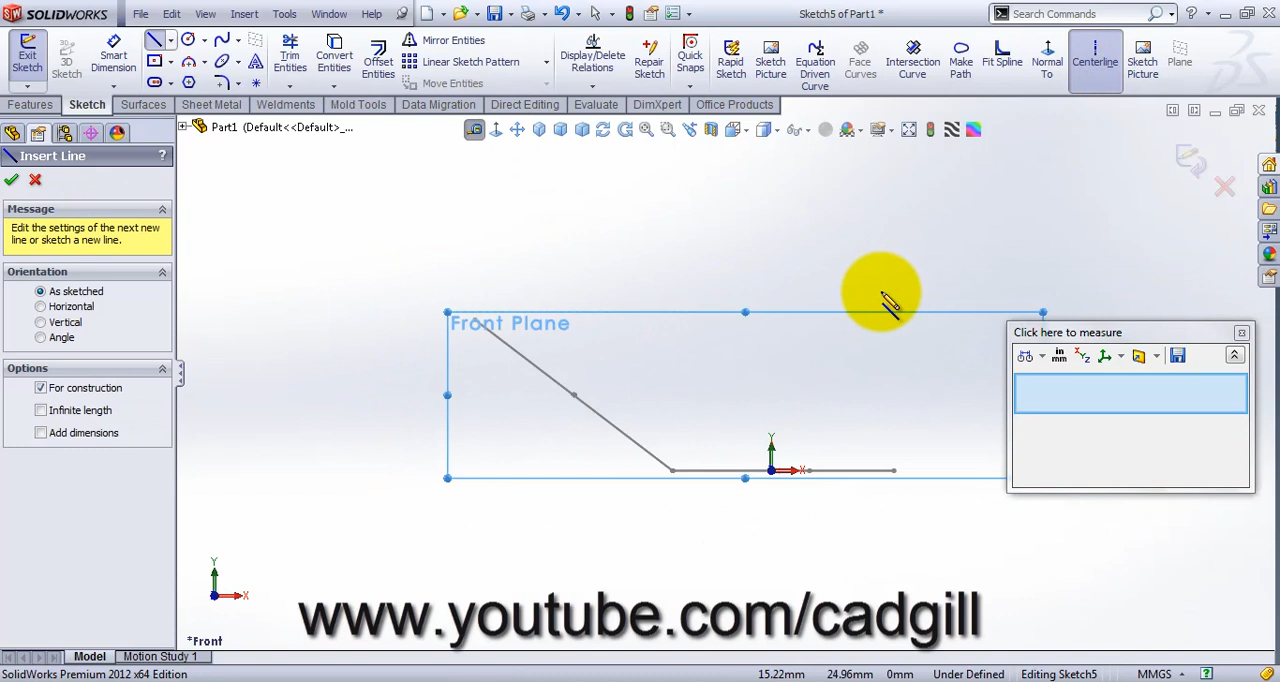 SOLIDWORKS File Edit View Insert Tools Window Help Sketch5 of Part1 * Search Commands
Exit Sketch
3D Sketch
Smart Dimension
Trim Entities
Convert Entities
Offset Entities
Mirror Entities
Linear Sketch Pattern
Move Entities
Display/Delete Relations
Repair Sketch
Quick Snaps
Rapid Sketch
Sketch Picture
Equation Driven Curve
Face Curves
Intersection Curve
Make Path
Fit Spline
Normal To
Centerline
Sketch Picture
Plane
Features Sketch Surfaces Sheet Metal Weldments Mold Tools Data Migration Direct Editing Evaluate DimXpert Office Products
Part1 (Default<<Default>_...
Insert Line ?
Message
Edit the settings of the next new
line or sketch a new line.
Orientation
As sketched
Horizontal
Vertical
Angle
Options
For construction
Infinite length
Add dimensions
Front Plane
Click here to measure
in
mm
XYZ
Y
X
Y
X
*Front
www.youtube.com/cadgill
Model Motion Study 1
SolidWorks Premium 2012 x64 Edition 15.22mm 24.96mm 0mm Under Defined Editing Sketch5 MMGS ?